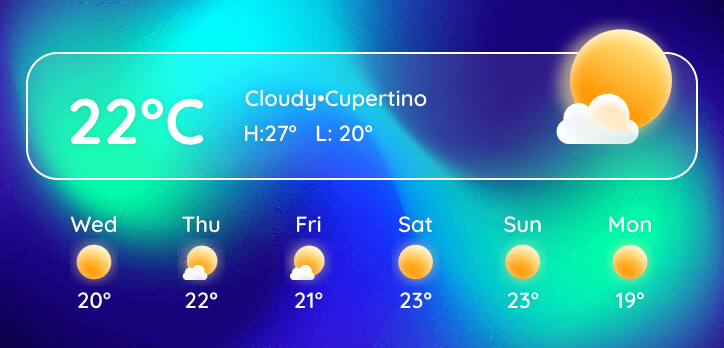 22°C
Cloudy•Cupertino
H:27° L: 20°
Wed Thu Fri Sat Sun Mon
20° 22° 21° 23° 23° 19°